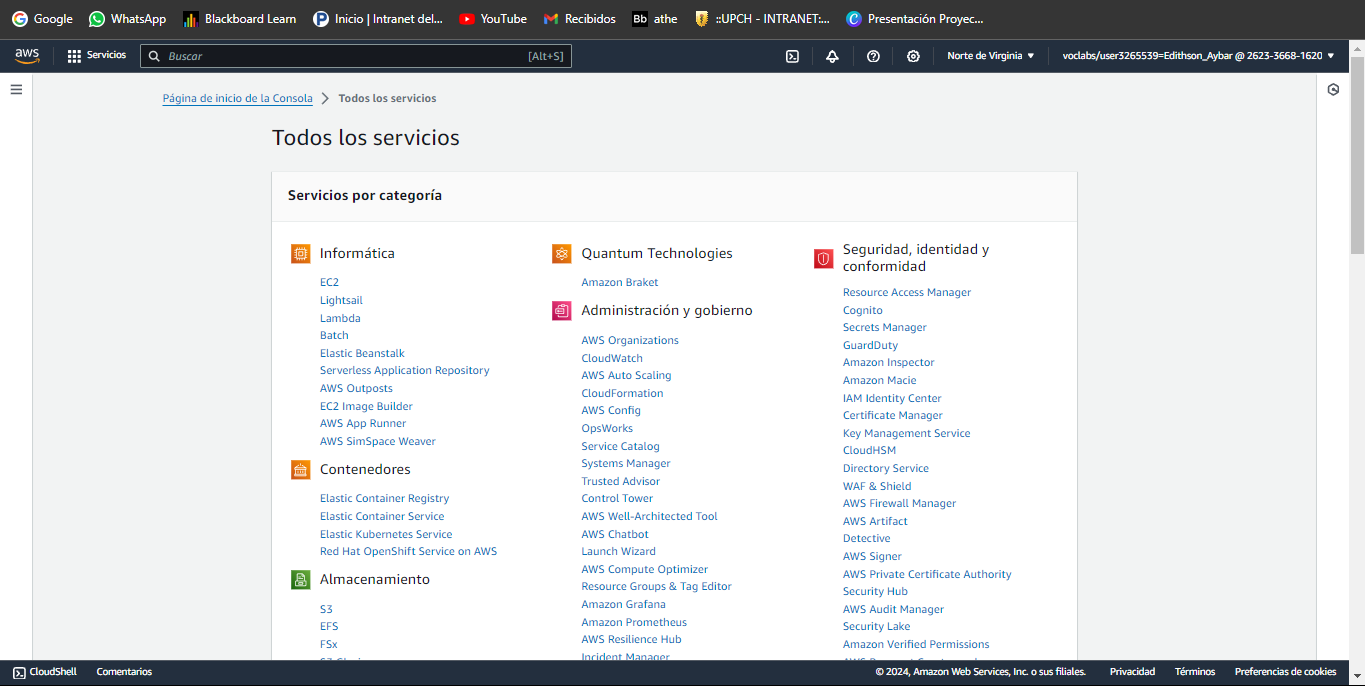 Google WhatsApp Blackboard Learn Inicio | Intranet del... YouTube Recibidos Bb athe ::UPCH - INTRANET:... Presentación Proyec...
aws Servicios Buscar [Alt+S] Norte de Virginia voclabs/user3265539=Edithson_Aybar @ 2623-3668-1620
Página de inicio de la Consola > Todos los servicios
Todos los servicios
Servicios por categoría
Informática
EC2
Lightsail
Lambda
Batch
Elastic Beanstalk
Serverless Application Repository
AWS Outposts
EC2 Image Builder
AWS App Runner
AWS SimSpace Weaver
Contenedores
Elastic Container Registry
Elastic Container Service
Elastic Kubernetes Service
Red Hat OpenShift Service on AWS
Almacenamiento
S3
EFS
FSx
Quantum Technologies
Amazon Braket
Administración y gobierno
AWS Organizations
CloudWatch
AWS Auto Scaling
CloudFormation
AWS Config
OpsWorks
Service Catalog
Systems Manager
Trusted Advisor
Control Tower
AWS Well-Architected Tool
AWS Chatbot
Launch Wizard
AWS Compute Optimizer
Resource Groups & Tag Editor
Amazon Grafana
Amazon Prometheus
AWS Resilience Hub
Incident Manager
Seguridad, identidad y
conformidad
Resource Access Manager
Cognito
Secrets Manager
GuardDuty
Amazon Inspector
Amazon Macie
IAM Identity Center
Certificate Manager
Key Management Service
CloudHSM
Directory Service
WAF & Shield
AWS Firewall Manager
AWS Artifact
Detective
AWS Signer
AWS Private Certificate Authority
Security Hub
AWS Audit Manager
Security Lake
Amazon Verified Permissions
CloudShell Comentarios © 2024, Amazon Web Services, Inc. o sus filiales. Privacidad Términos Preferencias de cookies